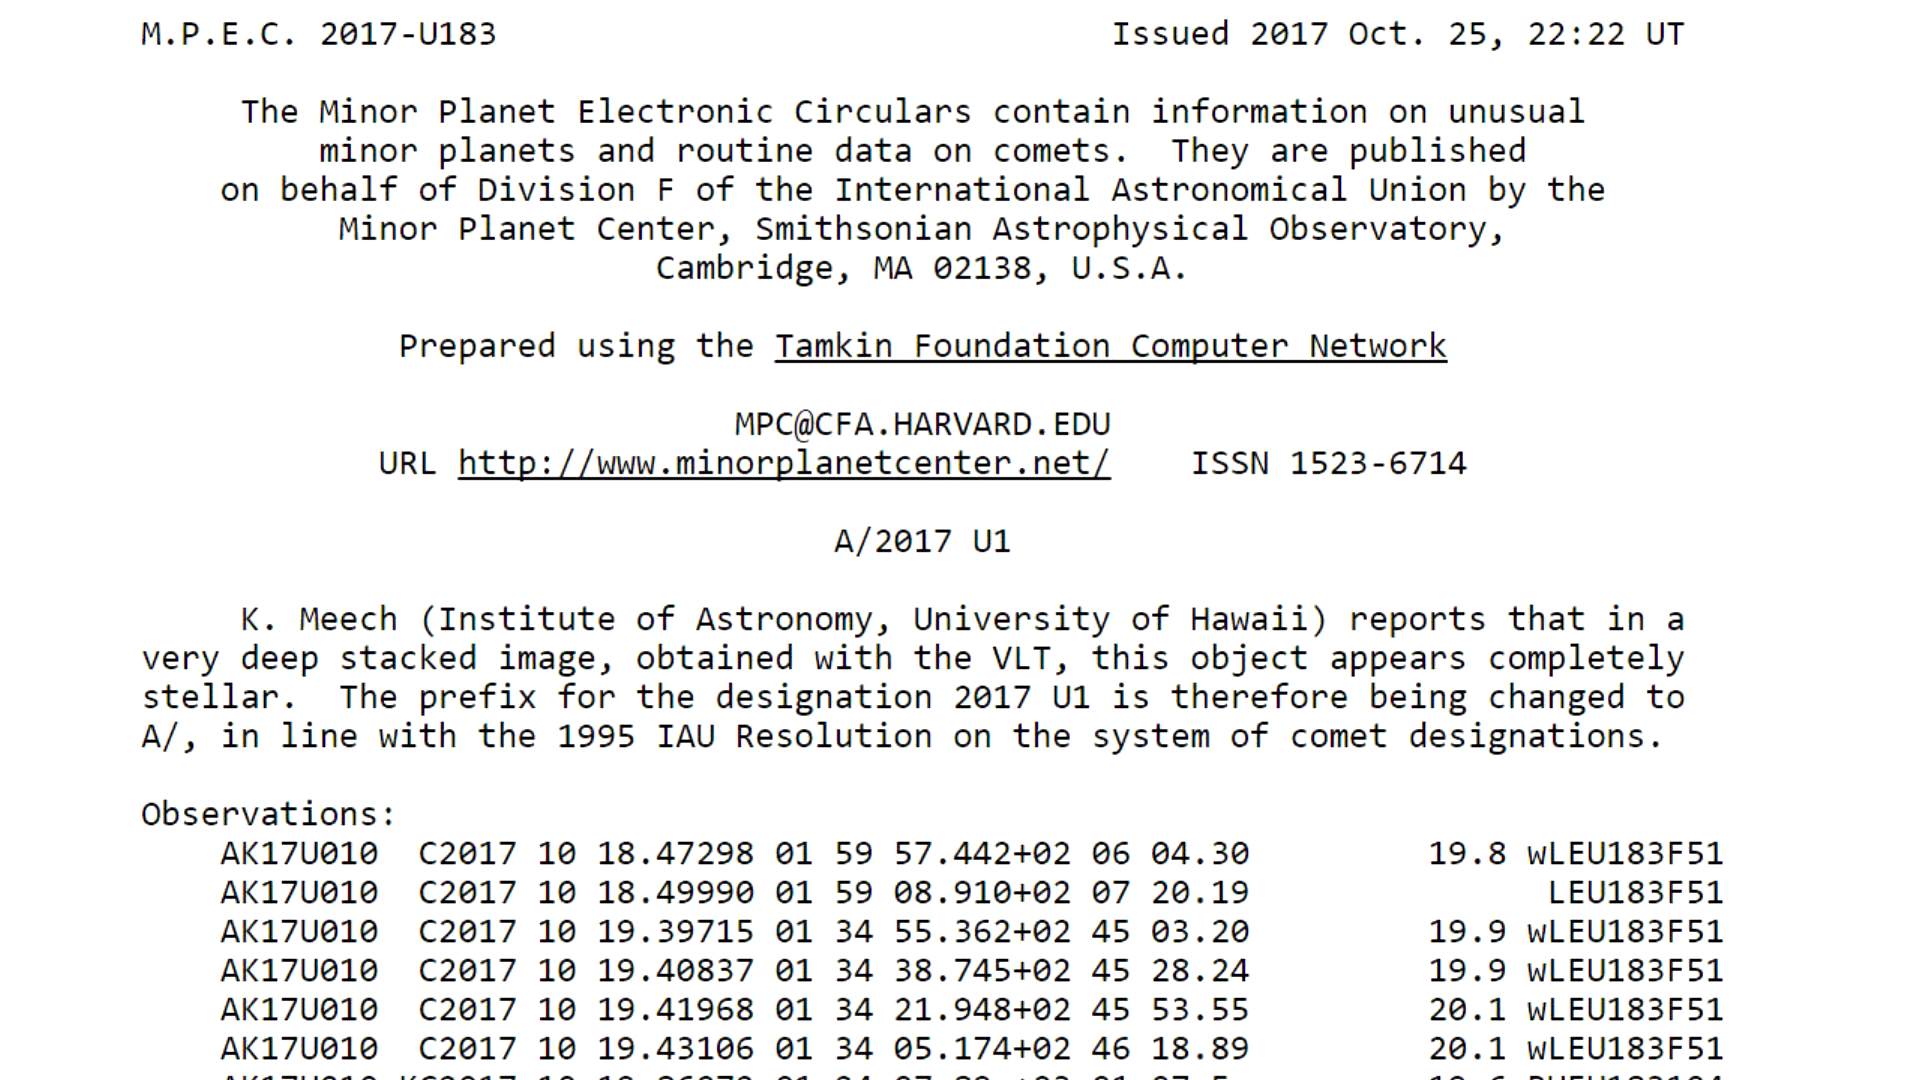 M.P.E.C. 2017-U183 Issued 2017 Oct. 25, 22:22 UT
The Minor Planet Electronic Circulars contain information on unusual
minor planets and routine data on comets. They are published
on behalf of Division F of the International Astronomical Union by the
Minor Planet Center, Smithsonian Astrophysical Observatory,
Cambridge, MA 02138, U.S.A.
Prepared using the Tamkin Foundation Computer Network
MPC@CFA.HARVARD.EDU
URL http://www.minorplanetcenter.net/ ISSN 1523-6714
A/2017 U1
K. Meech (Institute of Astronomy, University of Hawaii) reports that in a
very deep stacked image, obtained with the VLT, this object appears completely
stellar. The prefix for the designation 2017 U1 is therefore being changed to
A/, in line with the 1995 IAU Resolution on the system of comet designations.
Observations:
AK17U010 C2017 10 18.47298 01 59 57.442+02 06 04.30 19.8 wLEU183F51
AK17U010 C2017 10 18.49990 01 59 08.910+02 07 20.19 LEU183F51
AK17U010 C2017 10 19.39715 01 34 55.362+02 45 03.20 19.9 wLEU183F51
AK17U010 C2017 10 19.40837 01 34 38.745+02 45 28.24 19.9 wLEU183F51
AK17U010 C2017 10 19.41968 01 34 21.948+02 45 53.55 20.1 wLEU183F51
AK17U010 C2017 10 19.43106 01 34 05.174+02 46 18.89 20.1 wLEU183F51